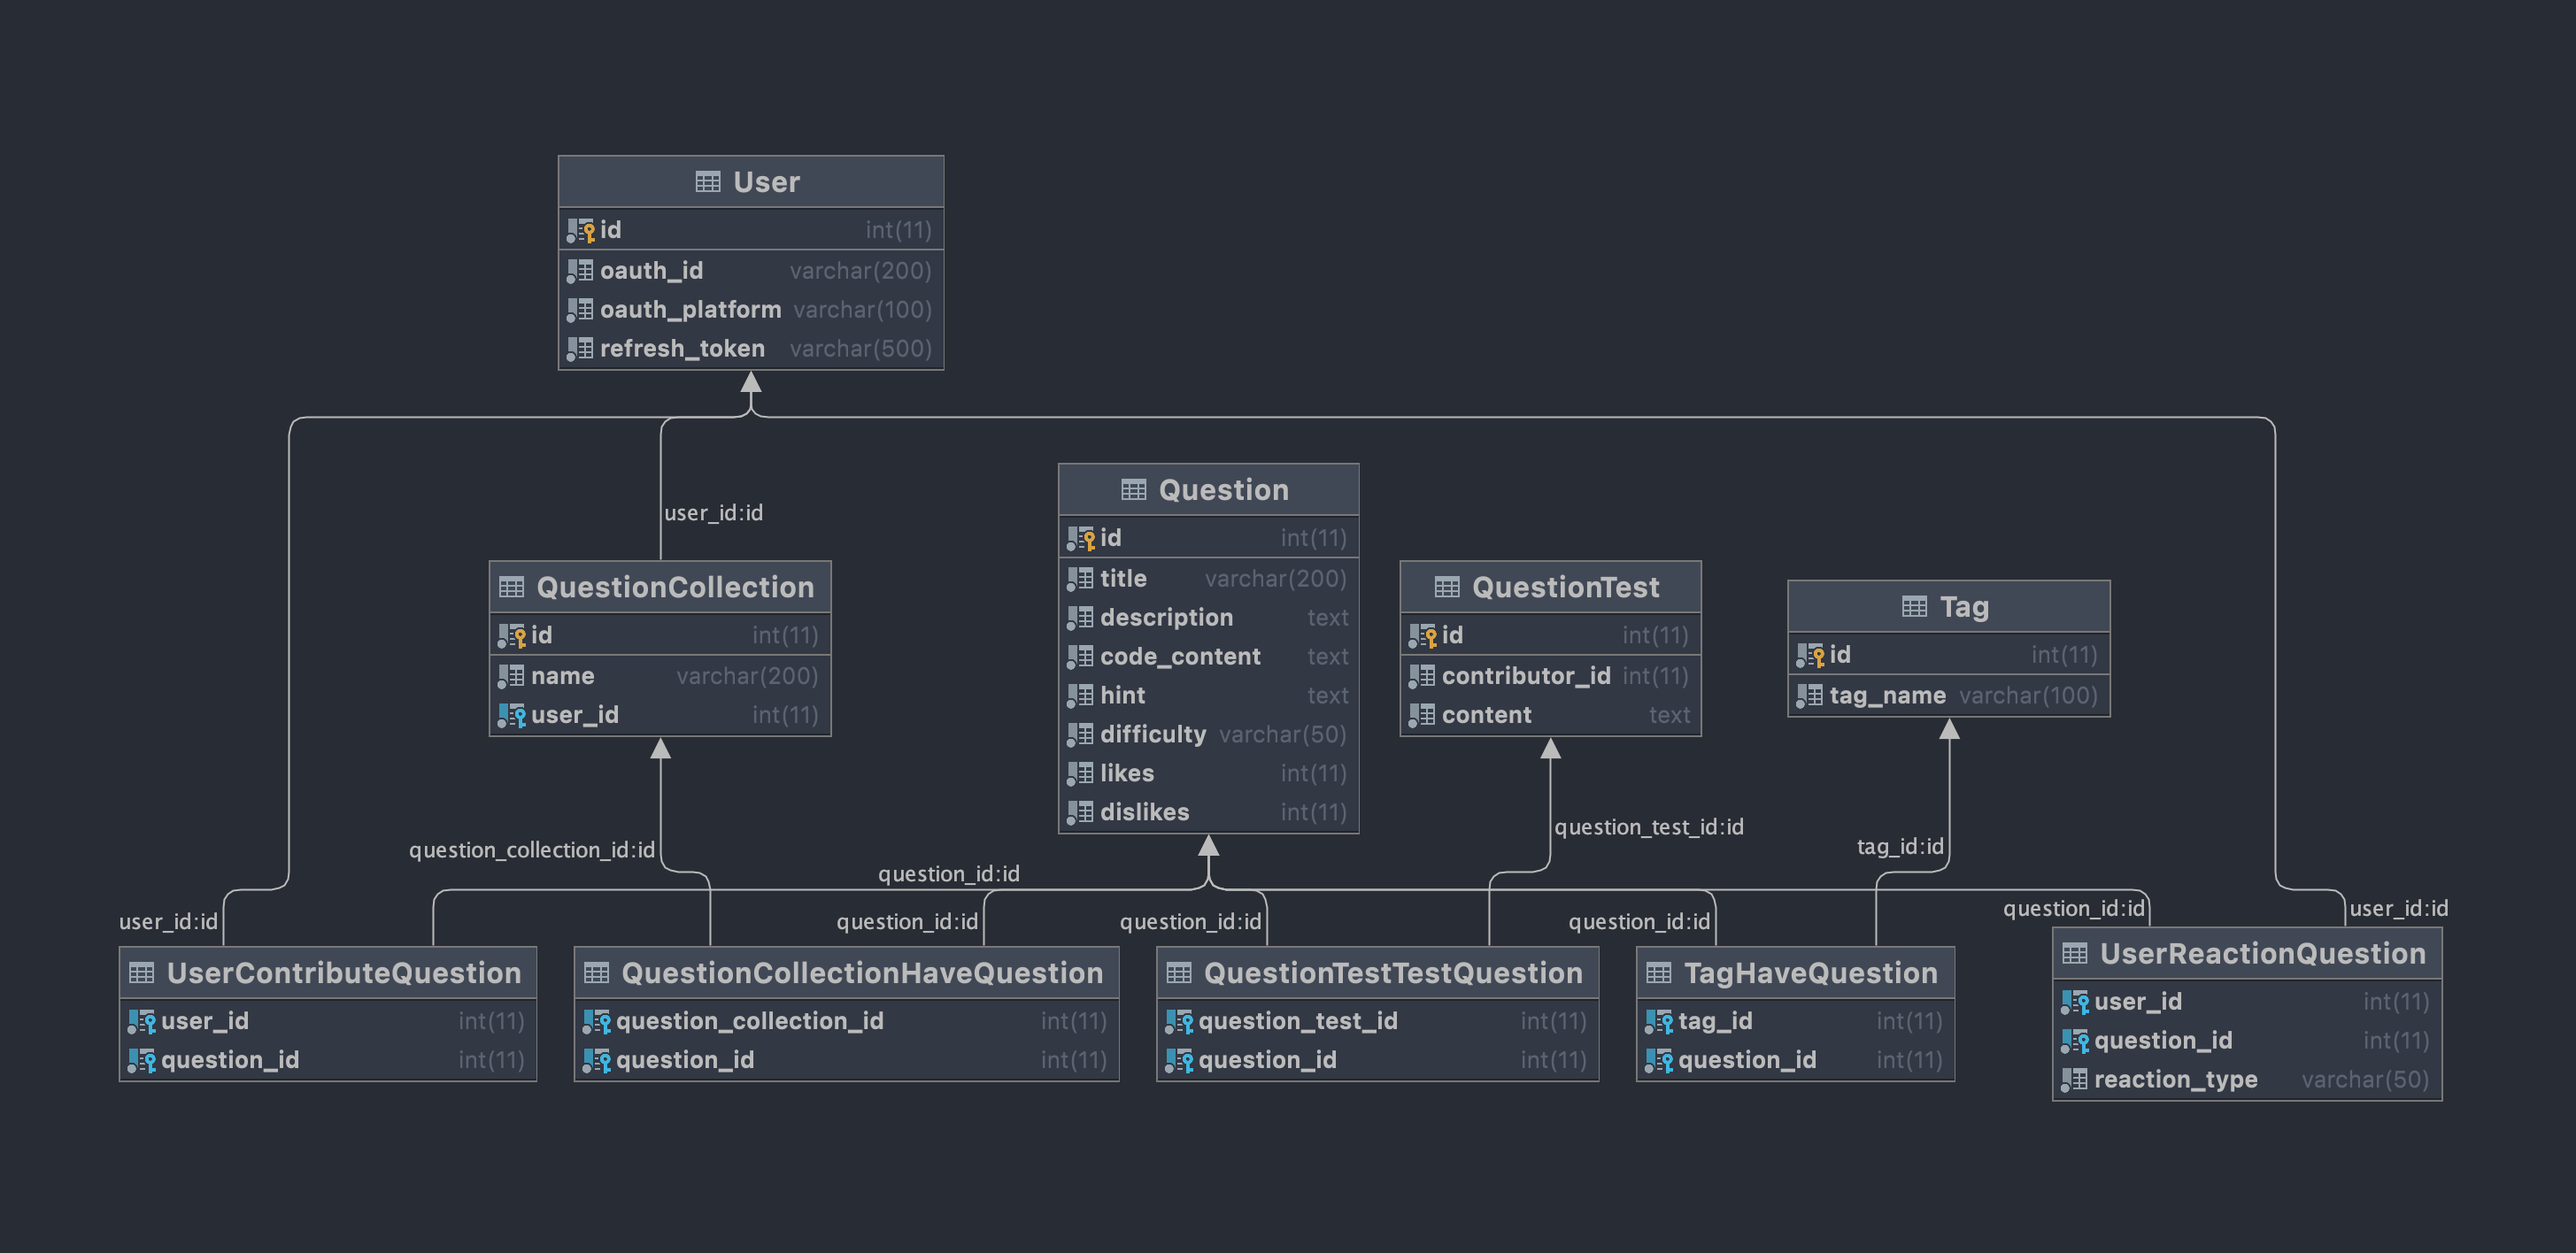 User
id int(11)
oauth_id varchar(200)
oauth_platform varchar(100)
refresh_token varchar(500)
user_id:id
Question
id int(11)
title varchar(200)
description text
code_content text
hint text
difficulty varchar(50)
likes int(11)
dislikes int(11)
QuestionCollection
id int(11)
name varchar(200)
user_id int(11)
QuestionTest
id int(11)
contributor_id int(11)
content text
Tag
id int(11)
tag_name varchar(100)
question_collection_id:id
question_id:id
question_test_id:id
tag_id:id
user_id:id
question_id:id
question_id:id
question_id:id
question_id:id
user_id:id
UserContributeQuestion
user_id int(11)
question_id int(11)
QuestionCollectionHaveQuestion
question_collection_id int(11)
question_id int(11)
QuestionTestTestQuestion
question_test_id int(11)
question_id int(11)
TagHaveQuestion
tag_id int(11)
question_id int(11)
UserReactionQuestion
user_id int(11)
question_id int(11)
reaction_type varchar(50)